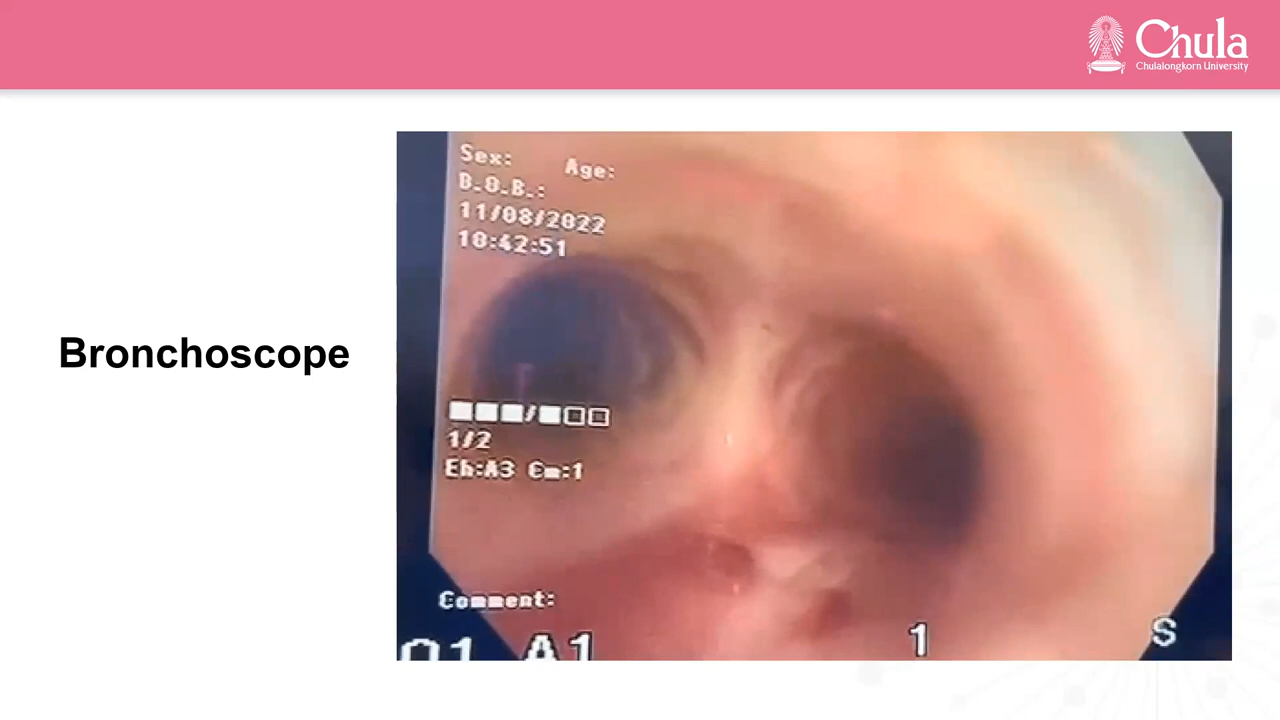 Chula
Chulalongkorn University
Bronchoscope
Sex: Age:
D.O.B.:
11/08/2022
10:42:51
1/2
Eh:A3 Cm:1
Comment:
A1
1
S